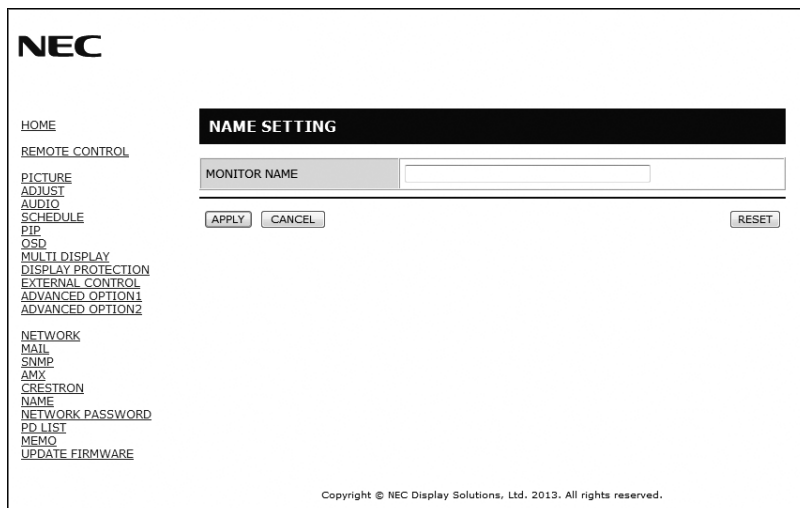 NEC
HOME
REMOTE CONTROL
PICTURE
ADJUST
AUDIO
SCHEDULE
PIP
OSD
MULTI DISPLAY
DISPLAY PROTECTION
EXTERNAL CONTROL
ADVANCED OPTION1
ADVANCED OPTION2
NETWORK
MAIL
SNMP
AMX
CRESTRON
NAME
NETWORK PASSWORD
PD LIST
MEMO
UPDATE FIRMWARE
NAME SETTING
MONITOR NAME
APPLY CANCEL RESET
Copyright © NEC Display Solutions, Ltd. 2013. All rights reserved.